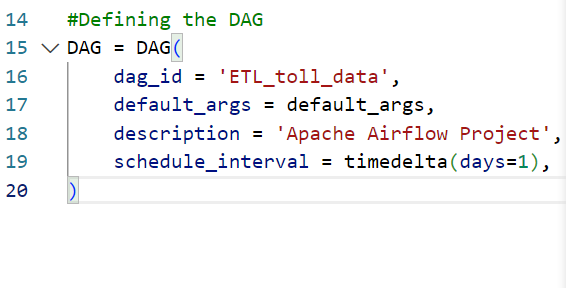 14 #Defining the DAG
15 DAG = DAG(
16     dag_id = 'ETL_toll_data',
17     default_args = default_args,
18     description = 'Apache Airflow Project',
19     schedule_interval = timedelta(days=1),
20 )